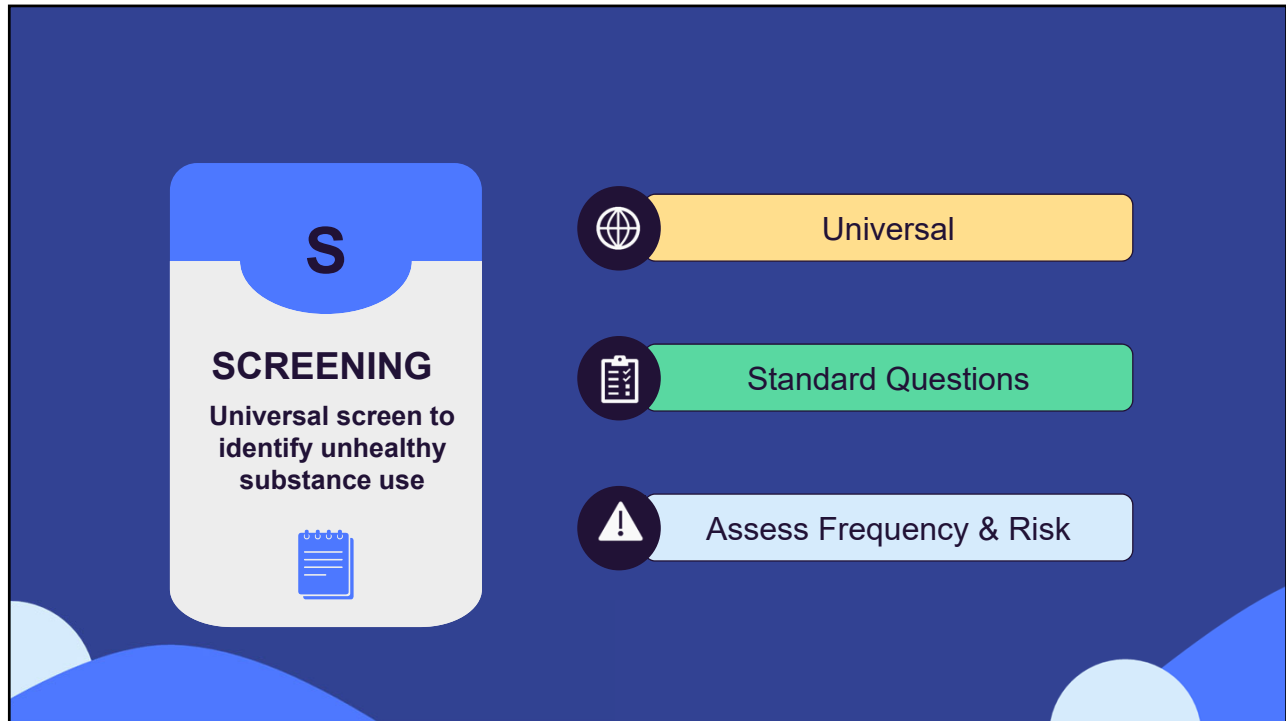 S
SCREENING
Universal screen to
identify unhealthy
substance use
Universal
Standard Questions
Assess Frequency & Risk